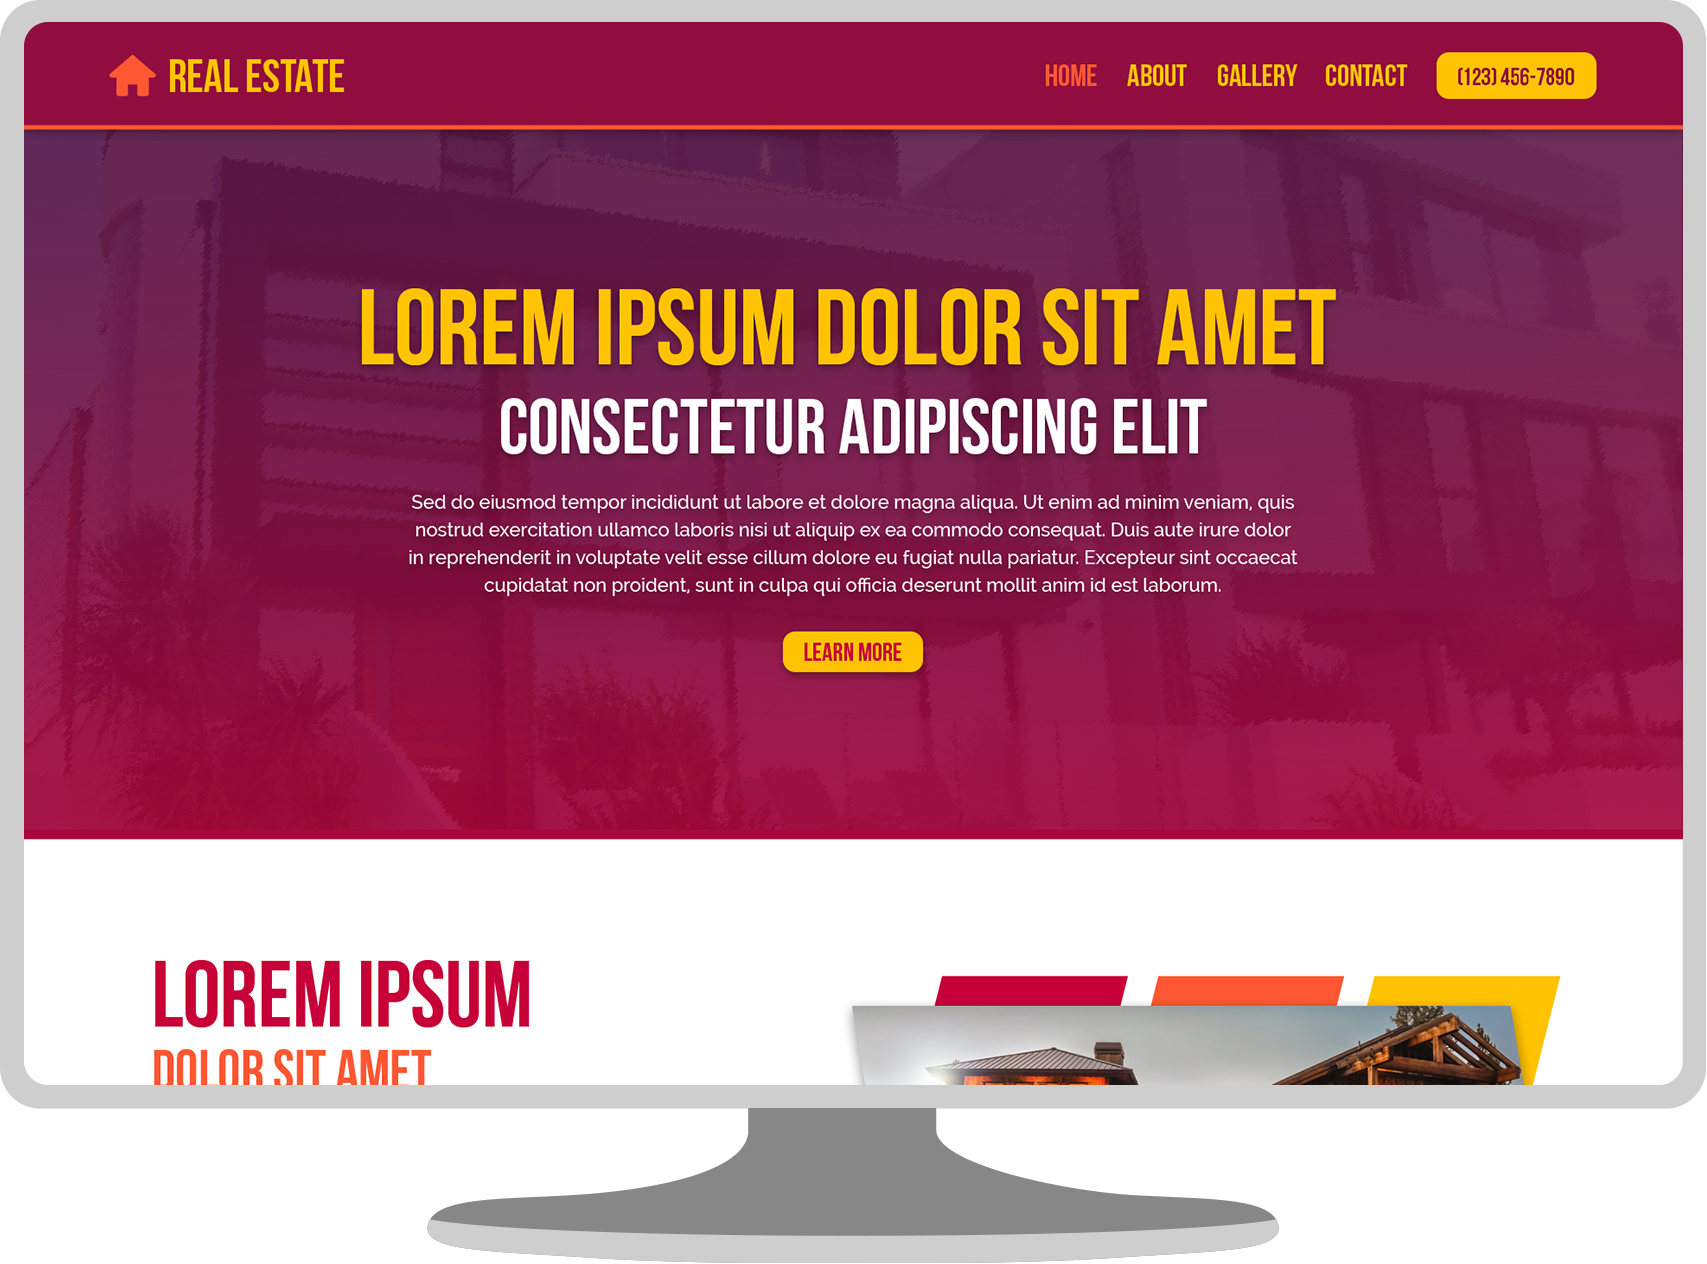 REAL ESTATE
HOME ABOUT GALLERY CONTACT (123) 456-7890
LOREM IPSUM DOLOR SIT AMET
CONSECTETUR ADIPISCING ELIT
Sed do eiusmod tempor incididunt ut labore et dolore magna aliqua. Ut enim ad minim veniam, quis
nostrud exercitation ullamco laboris nisi ut aliquip ex ea commodo consequat. Duis aute irure dolor
in reprehenderit in voluptate velit esse cillum dolore eu fugiat nulla pariatur. Excepteur sint occaecat
cupidatat non proident, sunt in culpa qui officia deserunt mollit anim id est laborum.
LEARN MORE
LOREM IPSUM
DOLOR SIT AMET